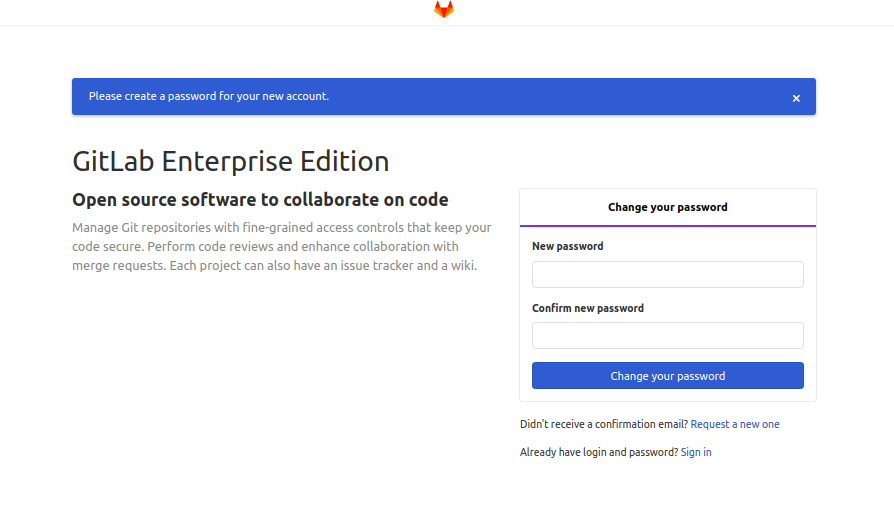 Please create a password for your new account.
×
GitLab Enterprise Edition
Open source software to collaborate on code
Manage Git repositories with fine-grained access controls that keep your
code secure. Perform code reviews and enhance collaboration with
merge requests. Each project can also have an issue tracker and a wiki.
Change your password
New password
Confirm new password
Change your password
Didn't receive a confirmation email? Request a new one
Already have login and password? Sign in